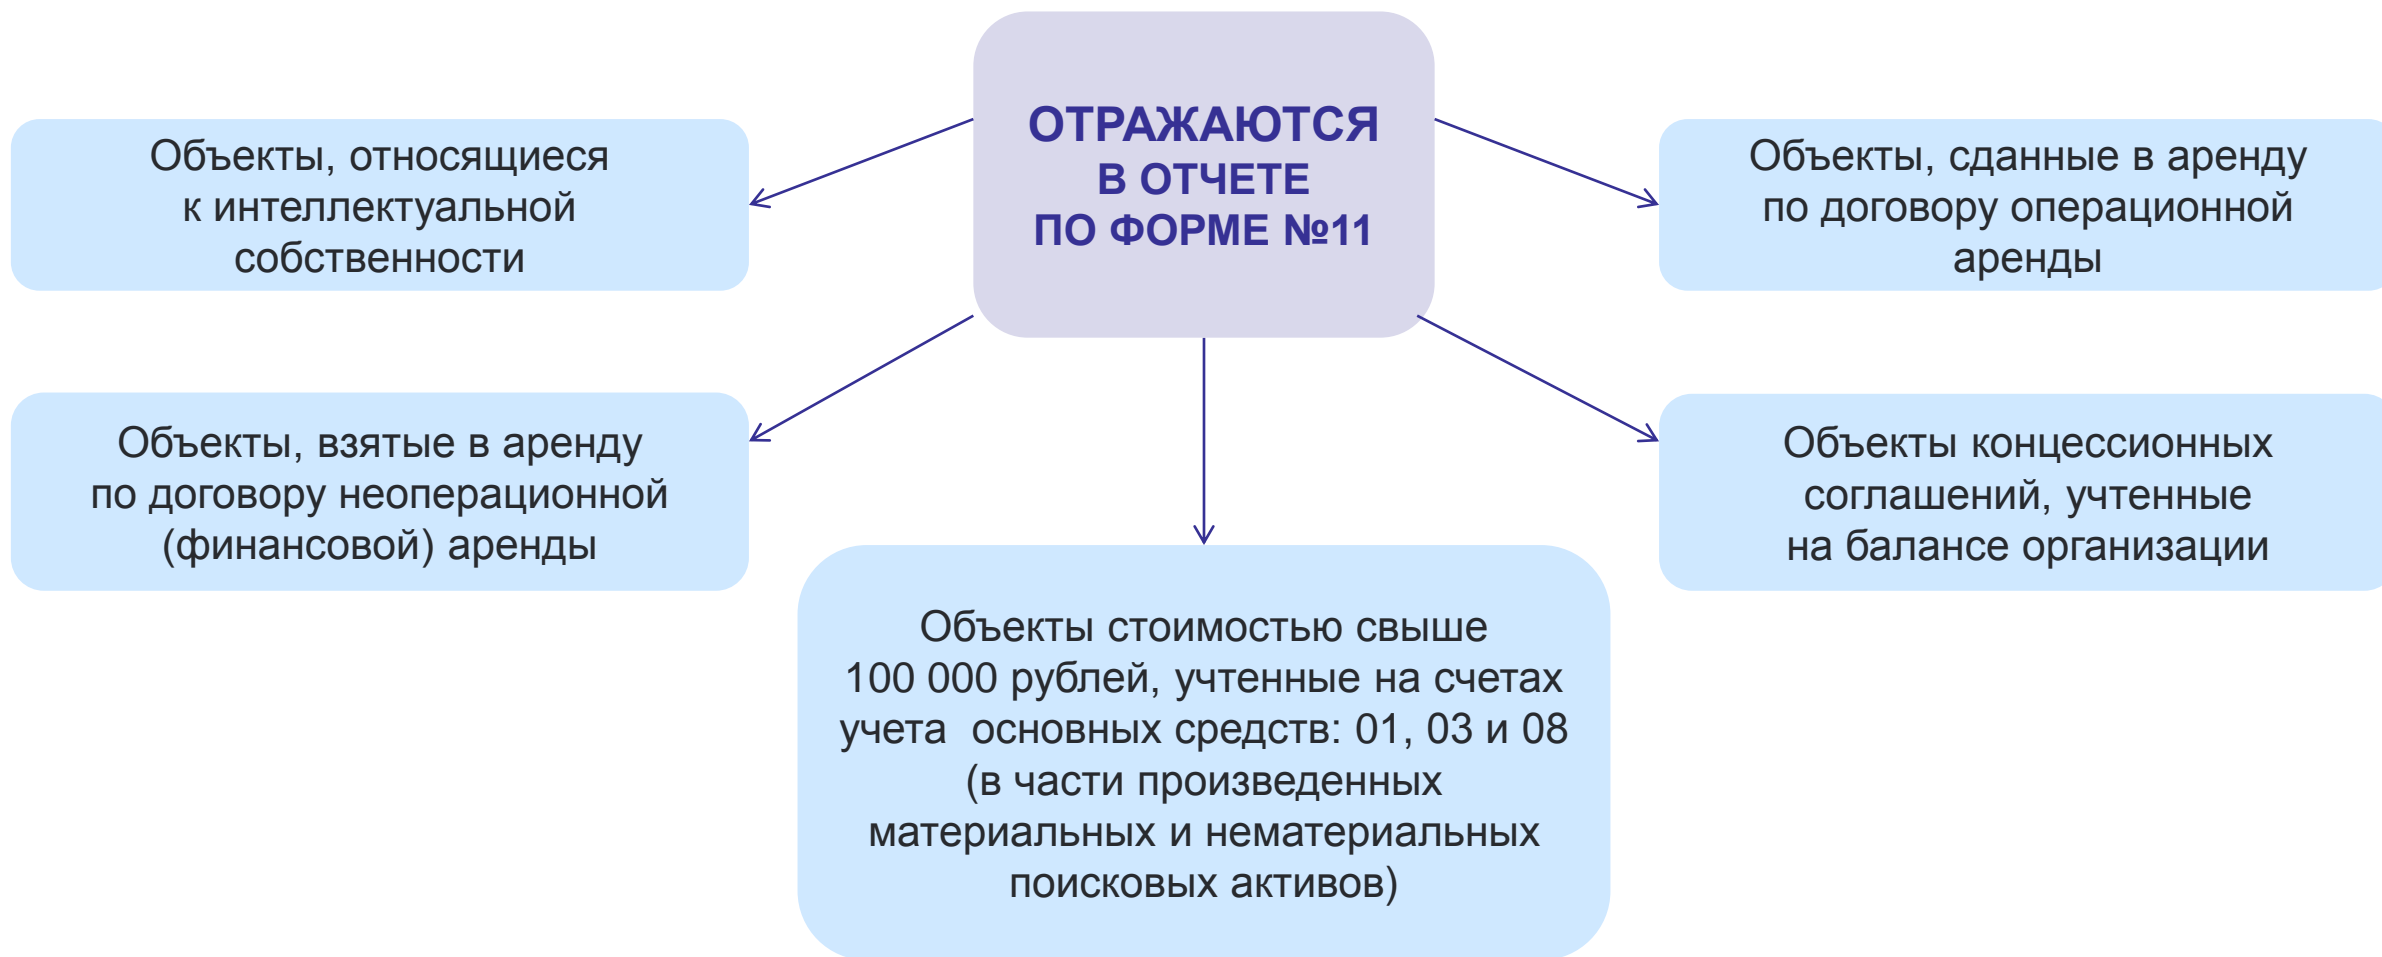 ОТРАЖАЮТСЯ
В ОТЧЕТЕ
ПО ФОРМЕ №11
Объекты, относящиеся
к интеллектуальной
собственности
Объекты, сданные в аренду
по договору операционной
аренды
Объекты, взятые в аренду
по договору неоперационной
(финансовой) аренды
Объекты концессионных
соглашений, учтенные
на балансе организации
Объекты стоимостью свыше
100 000 рублей, учтенные на счетах
учета основных средств: 01, 03 и 08
(в части произведенных
материальных и нематериальных
поисковых активов)